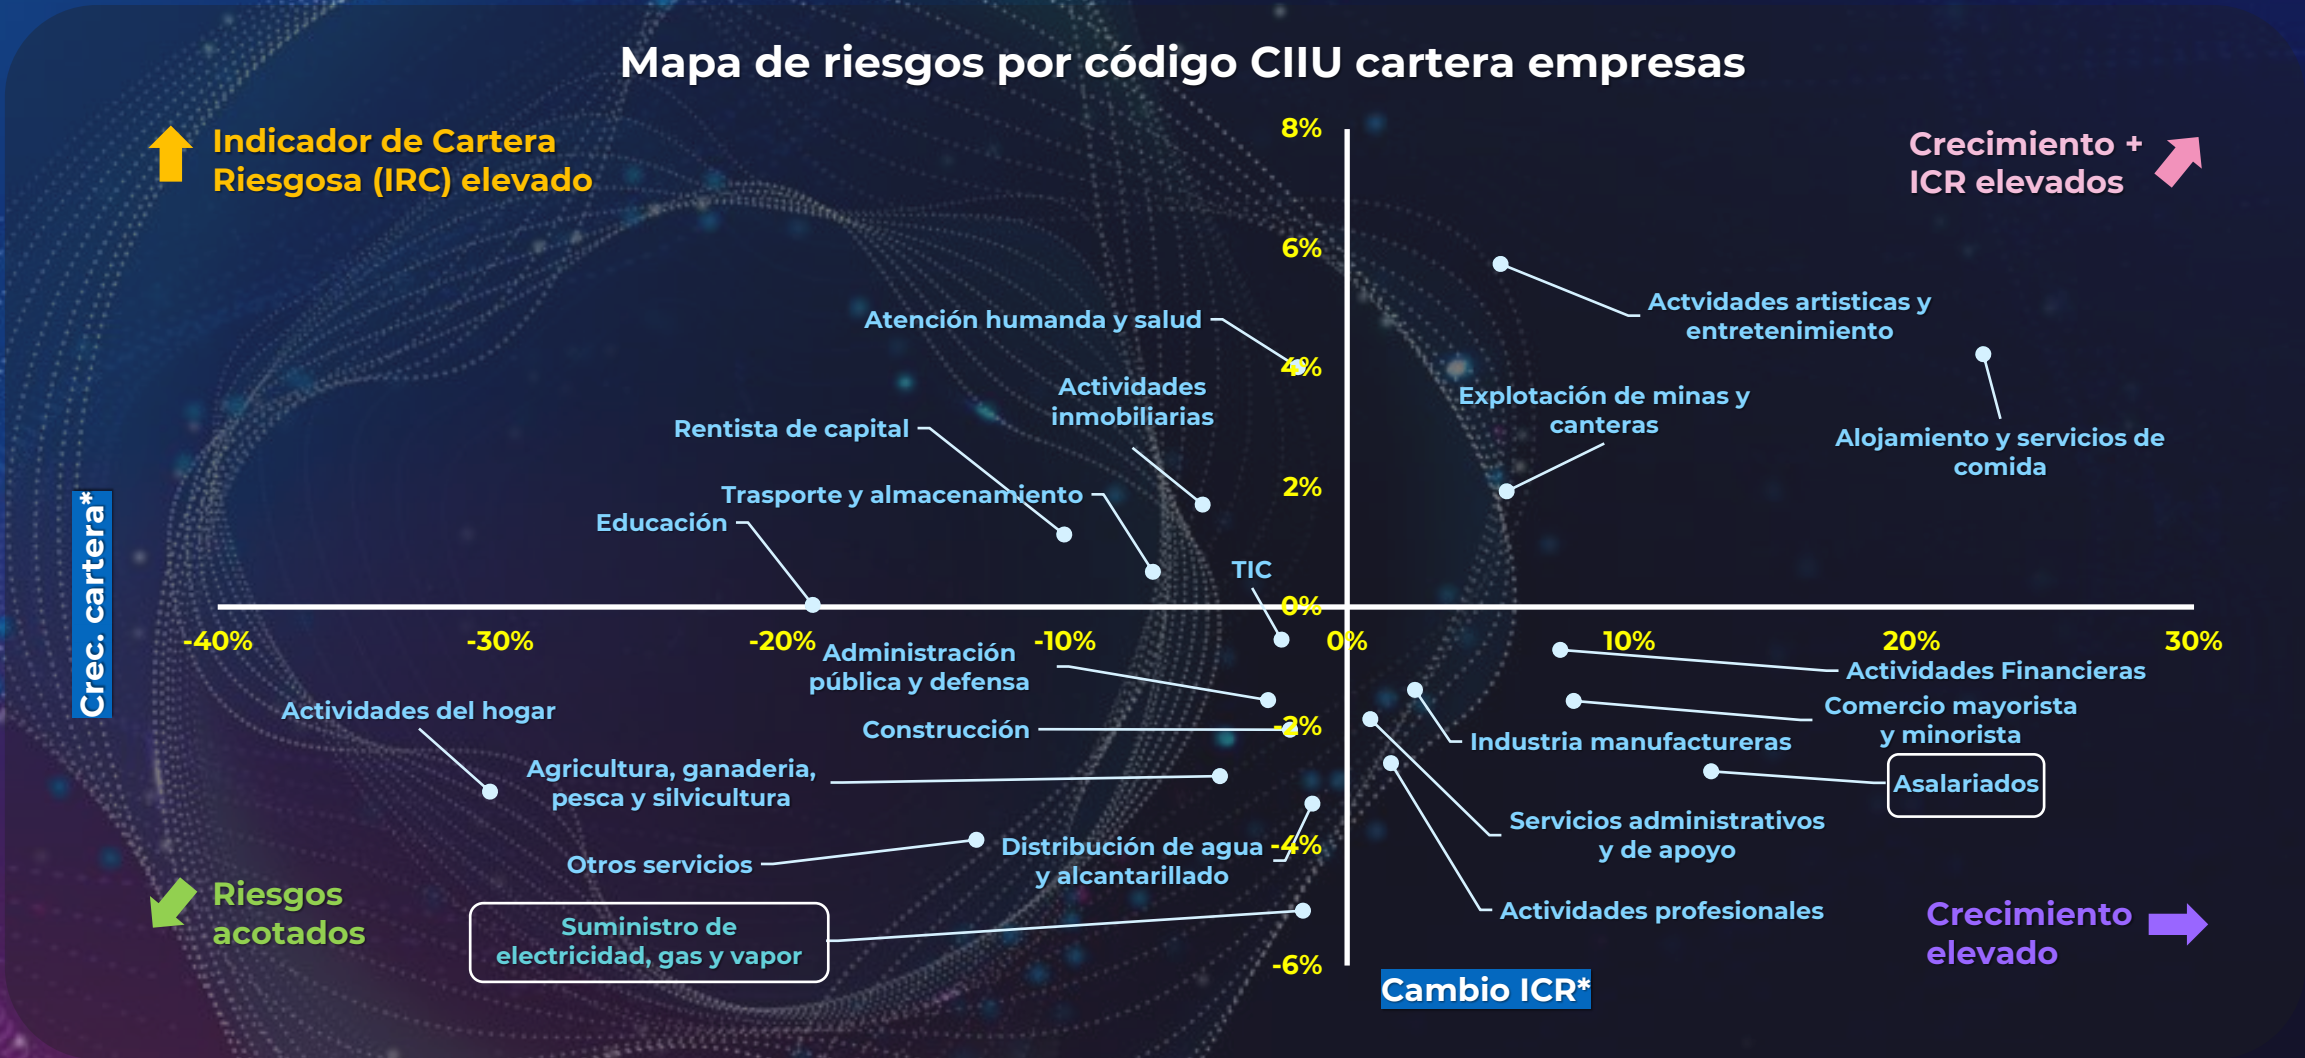 Mapa de riesgos por código CIIU cartera empresas
Indicador de Cartera
Riesgosa (IRC) elevado
Crecimiento +
ICR elevados
8%
6%
4%
2%
0%
-2%
-4%
-6%
-40%
-30%
-20%
-10%
0%
10%
20%
30%
Crec. cartera*
Cambio ICR*
Actvidades artisticas y
entretenimiento
Atención humanda y salud
Actividades
inmobiliarias
Explotación de minas y
canteras
Alojamiento y servicios de
comida
Rentista de capital
Trasporte y almacenamiento
Educación
TIC
Administración
pública y defensa
Actividades Financieras
Comercio mayorista
y minorista
Actividades del hogar
Construcción
Industria manufactureras
Agricultura, ganaderia,
pesca y silvicultura
Asalariados
Servicios administrativos
y de apoyo
Otros servicios
Distribución de agua
y alcantarillado
Actividades profesionales
Suministro de
electricidad, gas y vapor
Riesgos
acotados
Crecimiento
elevado